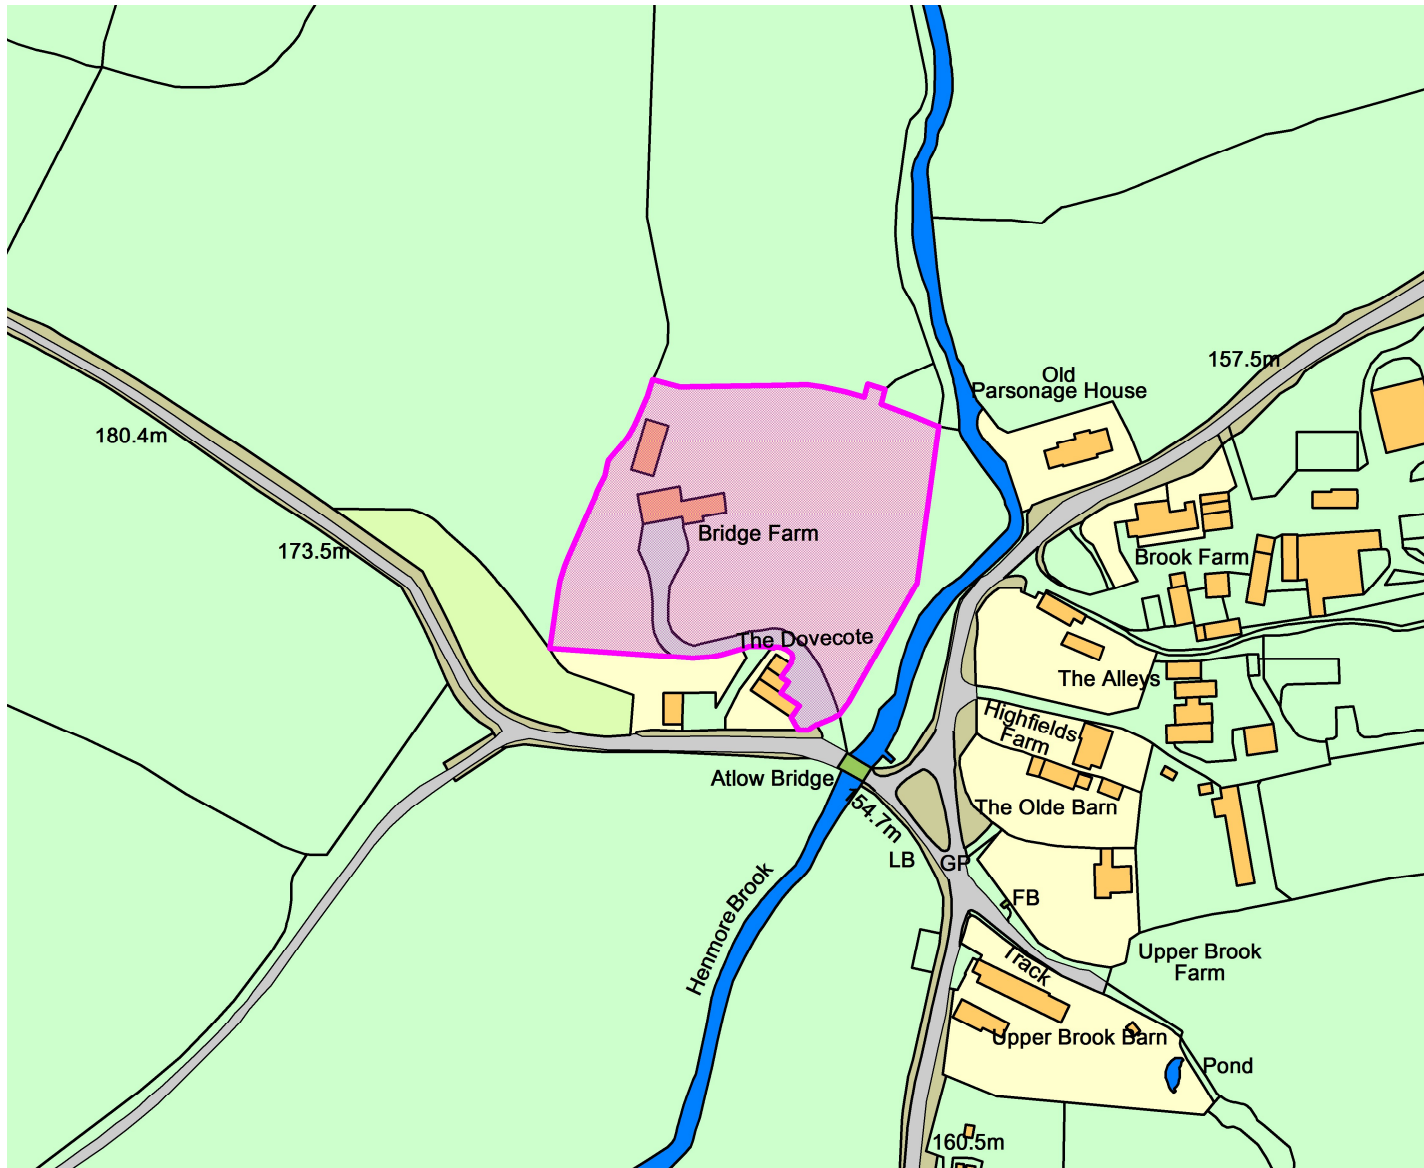 157.5m
Old
Parsonage House
180.4m
173.5m
Bridge Farm
Brook Farm
The Dovecote
The Alleys
Highfields
Farm
Atlow Bridge
154.7m
The Olde Barn
LB
GP
FB
Henmore Brook
Track
Upper Brook
Farm
Upper Brook Barn
Pond
160.5m